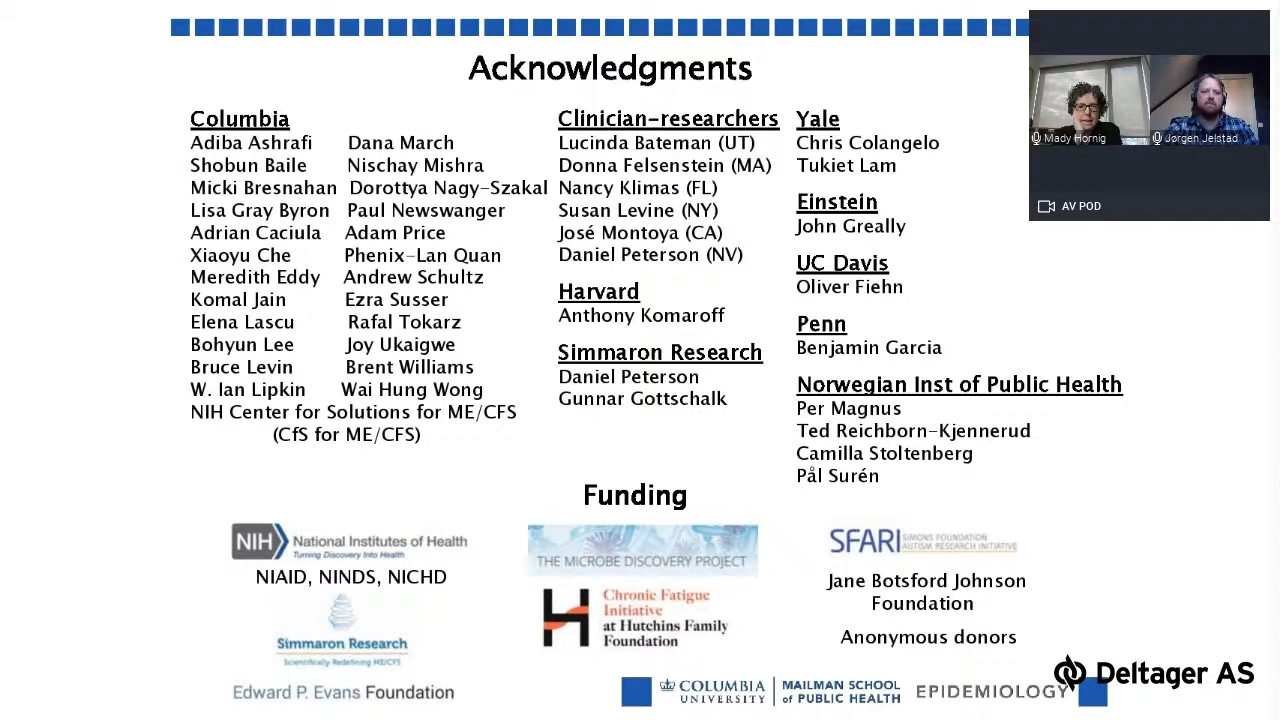 Acknowledgments
Columbia
Adiba Ashrafi Dana March
Shobun Baile Nischay Mishra
Micki Bresnahan Dorottya Nagy-Szakal
Lisa Gray Byron Paul Newswanger
Adrian Caciula Adam Price
Xiaoyu Che Phenix-Lan Quan
Meredith Eddy Andrew Schultz
Komal Jain Ezra Susser
Elena Lascu Rafal Tokarz
Bohyun Lee Joy Ukaigwe
Bruce Levin Brent Williams
W. Ian Lipkin Wai Hung Wong
NIH Center for Solutions for ME/CFS
(CfS for ME/CFS)
Clinician-researchers
Lucinda Bateman (UT)
Donna Felsenstein (MA)
Nancy Klimas (FL)
Susan Levine (NY)
José Montoya (CA)
Daniel Peterson (NV)
Harvard
Anthony Komaroff
Simmaron Research
Daniel Peterson
Gunnar Gottschalk
Yale
Chris Colangelo
Tukiet Lam
Einstein
John Greally
UC Davis
Oliver Fiehn
Penn
Benjamin Garcia
Norwegian Inst of Public Health
Per Magnus
Ted Reichborn-Kjennerud
Camilla Stoltenberg
Pål Surén
Mady Hornig
Jørgen Jelstad
AV POD
Funding
NIH National Institutes of Health
Turning Discovery Into Health
NIAID, NINDS, NICHD
Simmaron Research
Scientifically Redefining ME/CFS
Edward P. Evans Foundation
THE MICROBE DISCOVERY PROJECT
Chronic Fatigue
Initiative
at Hutchins Family
Foundation
SFARI SIMONS FOUNDATION
AUTISM RESEARCH INITIATIVE
Jane Botsford Johnson
Foundation
Anonymous donors
COLUMBIA
UNIVERSITY
MAILMAN SCHOOL
of PUBLIC HEALTH
EPIDEMIOLOGY
Deltager AS